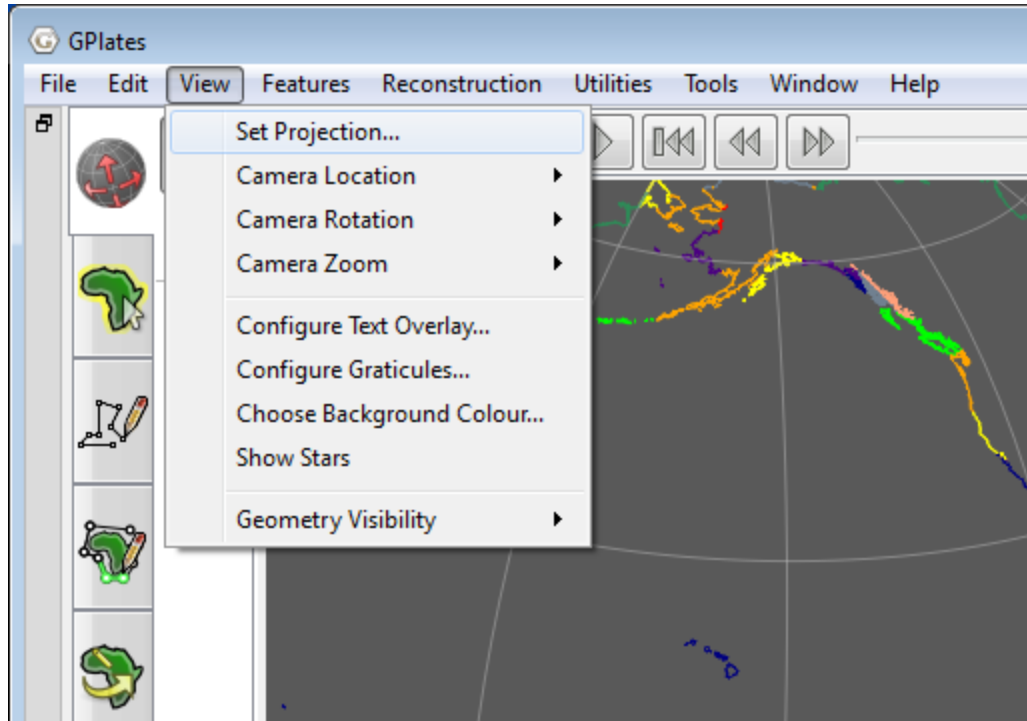 GPlates
File Edit View Features Reconstruction Utilities Tools Window Help
Set Projection...
Camera Location
Camera Rotation
Camera Zoom
Configure Text Overlay...
Configure Graticules...
Choose Background Colour...
Show Stars
Geometry Visibility